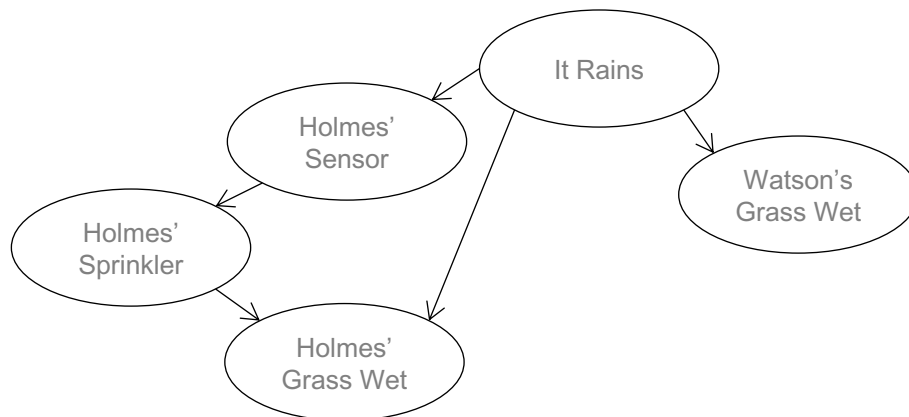 It Rains
Holmes’
Sensor
Watson’s
Grass Wet
Holmes’
Sprinkler
Holmes’
Grass Wet